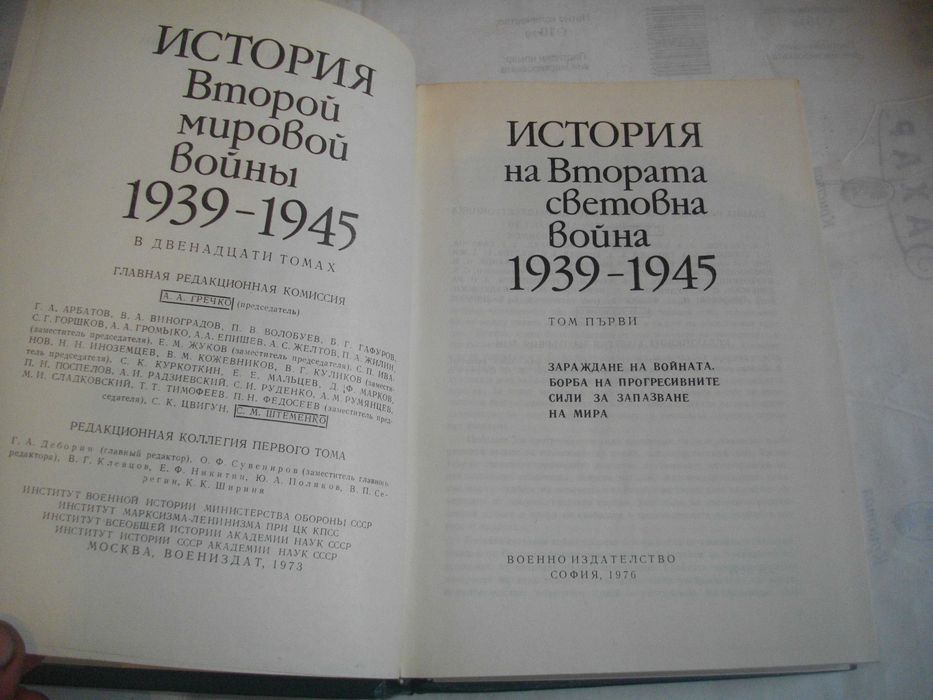 ИСТОРИЯ
Второй
мировой
войны
1939-1945
В ДВЕНАДЦАТИ ТОМАХ
ГЛАВНАЯ РЕДАКЦИОННАЯ КОМИССИЯ
А. А. ГРЕЧКО (председатель)
Г. А. АРБАТОВ, В. А. ВИНОГРАДОВ, П. В. ВОЛОБУЕВ, Б. Г. ГАФУРОВ,
С. Г. ГОРШКОВ, А. А. ГРОМЫКО, А. А. ЕПИШЕВ, А. С. ЖЕЛТОВ, П. А. ЖИЛИН
(заместитель председателя), Е. М. ЖУКОВ (заместитель председателя), С. П. ИВА-
НОВ, Н. Н. ИНОЗЕМЦЕВ, В. М. КОЖЕВНИКОВ, В. Г. КУЛИКОВ (замести-
тель председателя), С. К. КУРКОТКИН, Е. Е. МАЛЬЦЕВ, Д. Ф. МАРКОВ,
П. Н. ПОСПЕЛОВ, А. И. РАДЗИЕВСКИЙ, С. И. РУДЕНКО, А. М. РУМЯНЦЕВ,
М. И. СЛАДКОВСКИЙ, Т. Т. ТИМОФЕЕВ, П. Н. ФЕДОСЕЕВ (заместитель пред-
седателя), С. К. ЦВИГУН, С. М. ШТЕМЕНКО
РЕДАКЦИОННАЯ КОЛЛЕГИЯ ПЕРВОГО ТОМА
Г. А. Деборин (главный редактор), О. Ф. Сувениров (заместитель главного
редактора), В. Г. Клевцов, Е. Ф. Никитин, Ю. А. Поляков, В. П. Се-
регин, К. К. Шириня
ИНСТИТУТ ВОЕННОЙ ИСТОРИИ МИНИСТЕРСТВА ОБОРОНЫ СССР
ИНСТИТУТ МАРКСИЗМА-ЛЕНИНИЗМА ПРИ ЦК КПСС
ИНСТИТУТ ВСЕОБЩЕЙ ИСТОРИИ АКАДЕМИИ НАУК СССР
ИНСТИТУТ ИСТОРИИ СССР АКАДЕМИИ НАУК СССР
МОСКВА, ВОЕНИЗДАТ, 1973
ИСТОРИЯ
на Втората
световна
война
1939-1945
ТОМ ПЪРВИ
ЗАРАЖДАНЕ НА ВОЙНАТА.
БОРБА НА ПРОГРЕСИВНИТЕ
СИЛИ ЗА ЗАПАЗВАНЕ
НА МИРА
ВОЕННО ИЗДАТЕЛСТВО
СОФИЯ, 1976